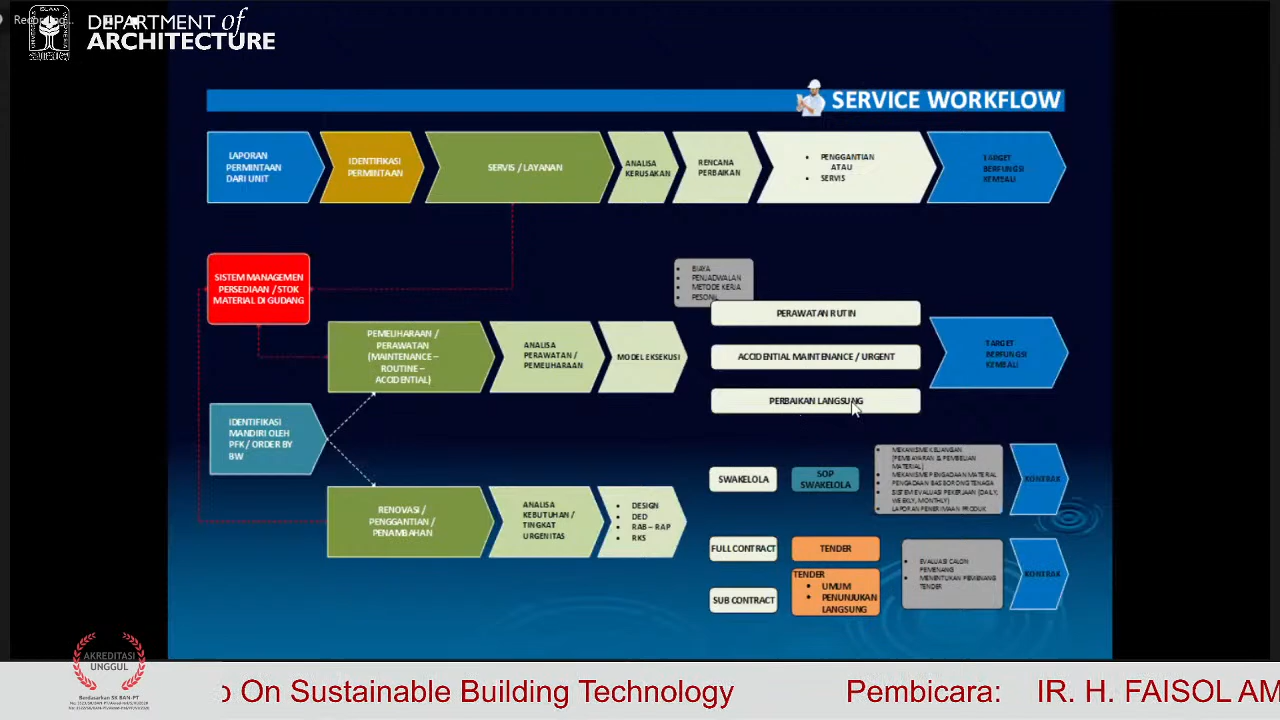 Recording...
DEPARTMENT of
ARCHITECTURE
SERVICE WORKFLOW
LAPORAN
PERMINTAAN
DARI UNIT
IDENTIFIKASI
PERMINTAAN
SERVIS / LAYANAN
ANALISA
KERUSAKAN
RENCANA
PERBAIKAN
• PENGGANTIAN
ATAU
• SERVIS
TARGET
BERFUNGSI
KEMBALI
SISTEM MANAGEMEN
PERSEDIAAN / STOK
MATERIAL DI GUDANG
• BIAYA
• PENJADWALAN
• METODE KERJA
• PESONIL
PEMELIHARAAN /
PERAWATAN
(MAINTENANCE –
ROUTINE –
ACCIDENTIAL)
ANALISA
PERAWATAN /
PEMELIHARAAN
MODEL EKSEKUSI
PERAWATAN RUTIN
ACCIDENTIAL MAINTENANCE / URGENT
PERBAIKAN LANGSUNG
TARGET
BERFUNGSI
KEMBALI
IDENTIFIKASI
MANDIRI OLEH
PFK / ORDER BY
BW
RENOVASI /
PENGGANTIAN /
PENAMBAHAN
ANALISA
KEBUTUHAN /
TINGKAT
URGENITAS
• DESIGN
• DED
• RAB – RAP
• RKS
SWAKELOLA
SOP
SWAKELOLA
• MEKANISME KEUANGAN
(PEMBAYARAN & PEMBELIAN
MATERIAL)
• MEKANISME PENGADAAN MATERIAL
• PENGADAAN BAS BORONG TENAGA
• SISTEM EVALUASI PEKERJAAN (DAILY,
WEEKLY, MONTHLY)
• LAPORAN PENERIMAAN PRODUK
KONTRAK
FULL CONTRACT
TENDER
SUB CONTRACT
TENDER
• UMUM
• PENUNJUKAN
LANGSUNG
• EVALUASI CALON
PEMENANG
• MENENTUKAN PEMENANG
TENDER
KONTRAK
AKREDITASI
UNGGUL
Berdasarkan SK BAN-PT
On Sustainable Building Technology
Pembicara: IR. H. FAISOL AM